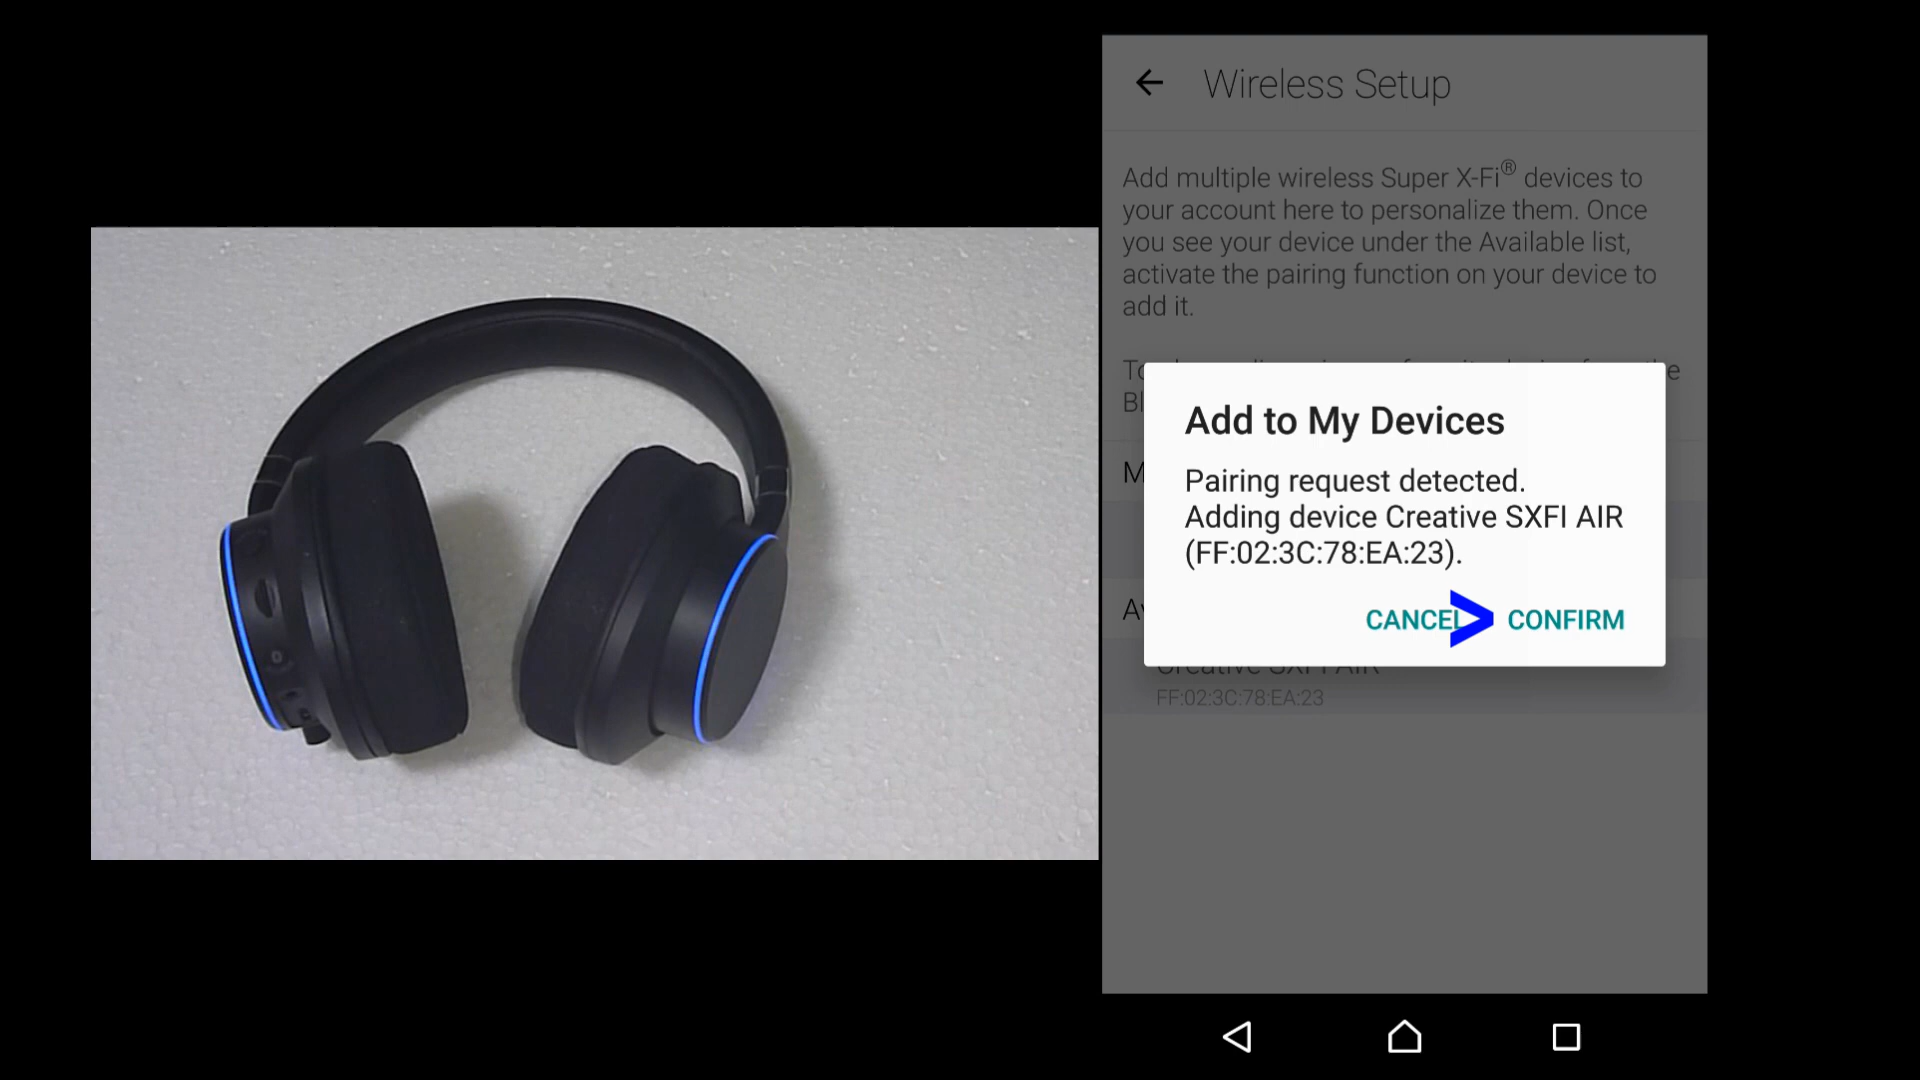 Wireless Setup
Add multiple wireless Super X-Fi® devices to
your account here to personalize them. Once
you see your device under the Available list,
activate the pairing function on your device to
add it.
Add to My Devices
Pairing request detected.
Adding device Creative SXFI AIR
(FF:02:3C:78:EA:23).
CANCEL CONFIRM
Creative SXFI AIR
FF:02:3C:78:EA:23